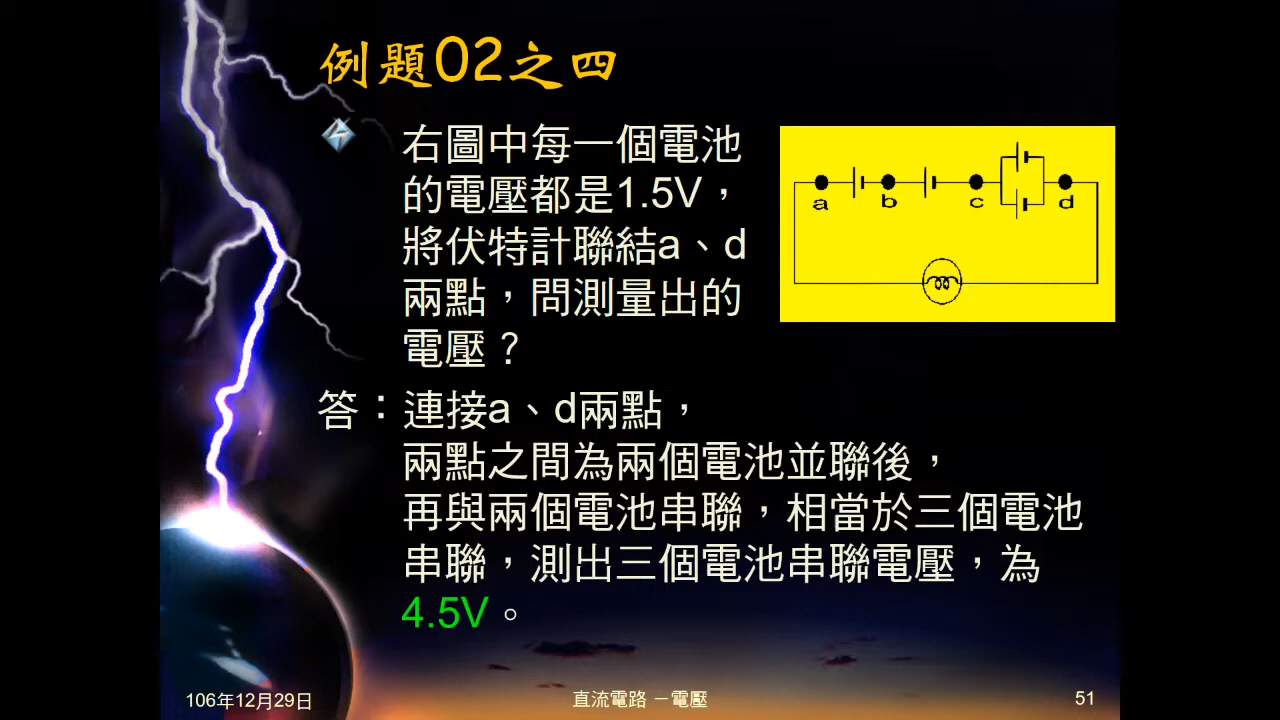 例題02之四
右圖中每一個電池
的電壓都是1.5V，
將伏特計聯結a、d
兩點，問測量出的
電壓？
a b c d
答：連接a、d兩點，
兩點之間為兩個電池並聯後，
再與兩個電池串聯，相當於三個電池
串聯，測出三個電池串聯電壓，為
4.5V。
106年12月29日
直流電路 －電壓
51